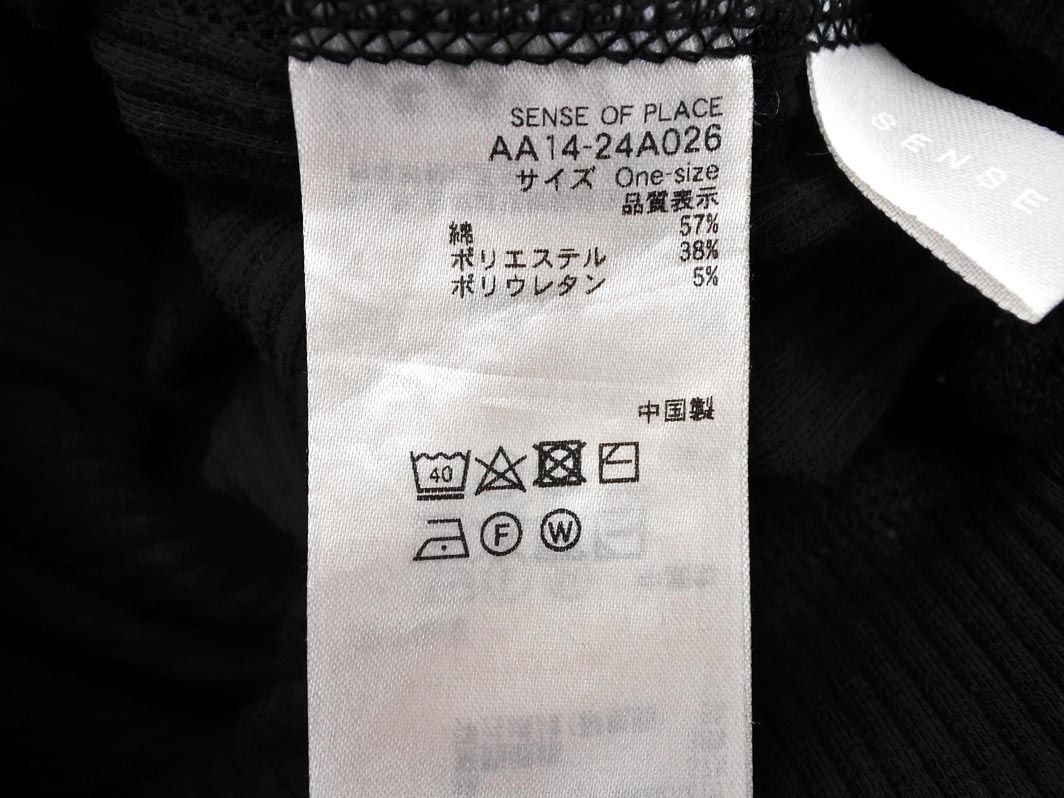 SENSE OF PLACE
AA14-24A026
サイズ One-size
品質表示
綿 57%
ポリエステル 38%
ポリウレタン 5%
中国製
40
F W
SENSE